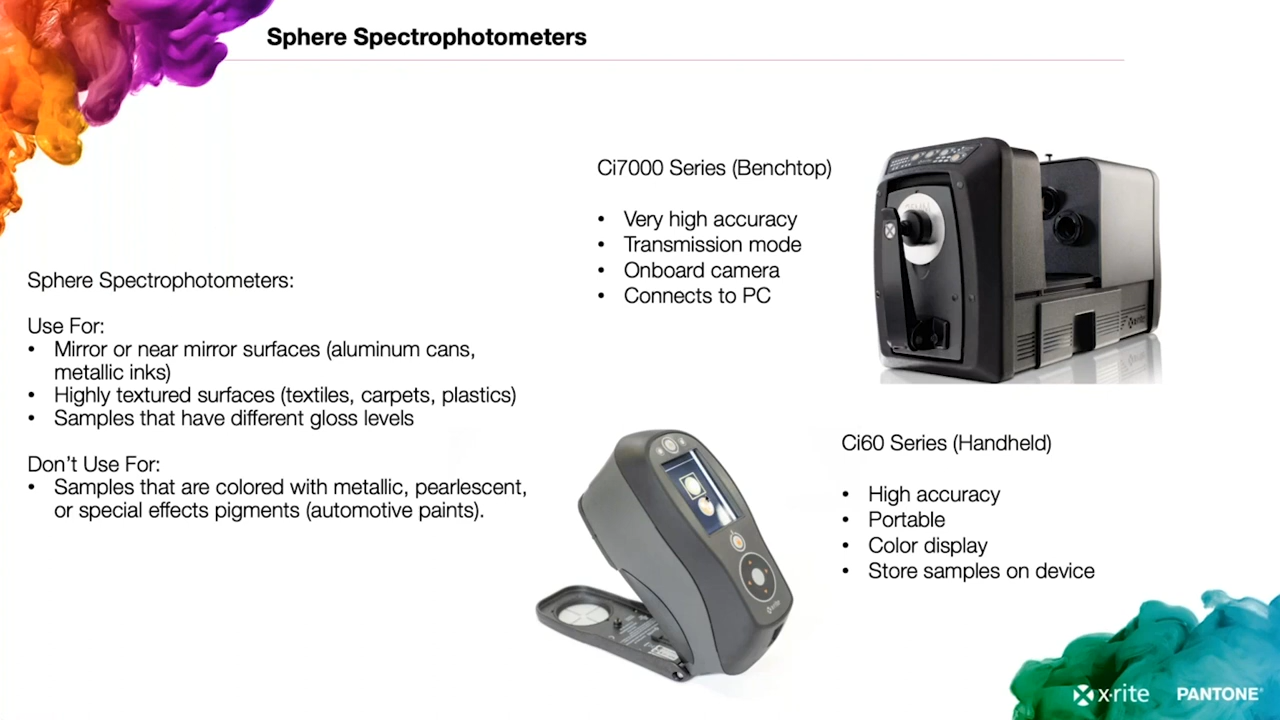 Sphere Spectrophotometers
Ci7000 Series (Benchtop)
• Very high accuracy
• Transmission mode
• Onboard camera
• Connects to PC
Sphere Spectrophotometers:
Use For:
• Mirror or near mirror surfaces (aluminum cans,
metallic inks)
• Highly textured surfaces (textiles, carpets, plastics)
• Samples that have different gloss levels
Don't Use For:
• Samples that are colored with metallic, pearlescent,
or special effects pigments (automotive paints).
Ci60 Series (Handheld)
• High accuracy
• Portable
• Color display
• Store samples on device
x-rite
x-rite
x·rite PANTONE®